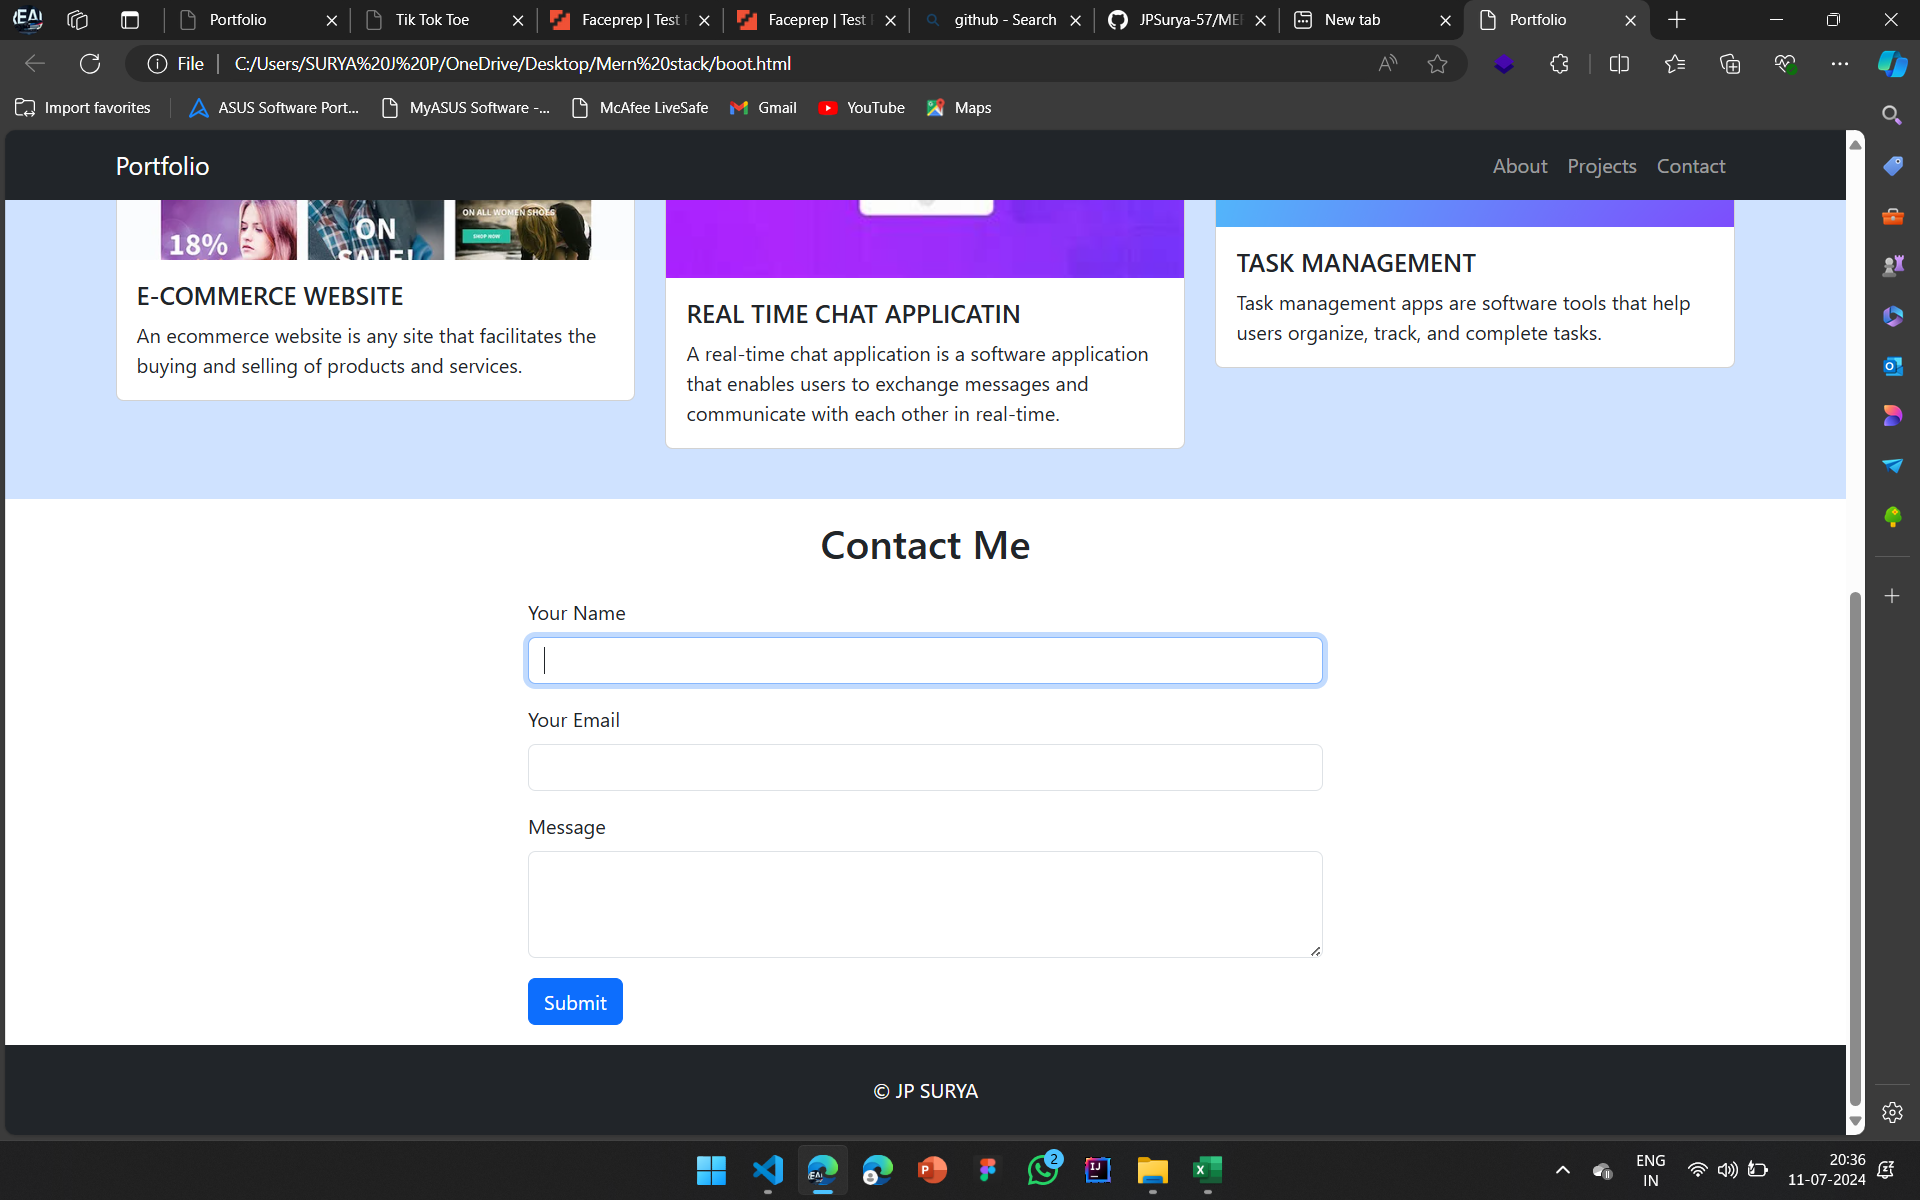 Portfolio
Tik Tok Toe
Faceprep | Test
Faceprep | Test
github - Search
JPSurya-57/MER
New tab
Portfolio
File
C:/Users/SURYA%20J%20P/OneDrive/Desktop/Mern%20stack/boot.html
Import favorites
ASUS Software Port...
MyASUS Software -...
McAfee LiveSafe
Gmail
YouTube
Maps
Portfolio
About
Projects
Contact
18%
ON
SALE!
ON ALL WOMEN SHOES
SHOP NOW
E-COMMERCE WEBSITE
An ecommerce website is any site that facilitates the
buying and selling of products and services.
REAL TIME CHAT APPLICATIN
A real-time chat application is a software application
that enables users to exchange messages and
communicate with each other in real-time.
TASK MANAGEMENT
Task management apps are software tools that help
users organize, track, and complete tasks.
Contact Me
Your Name
Your Email
Message
Submit
© JP SURYA
2
ENG
IN
20:36
11-07-2024